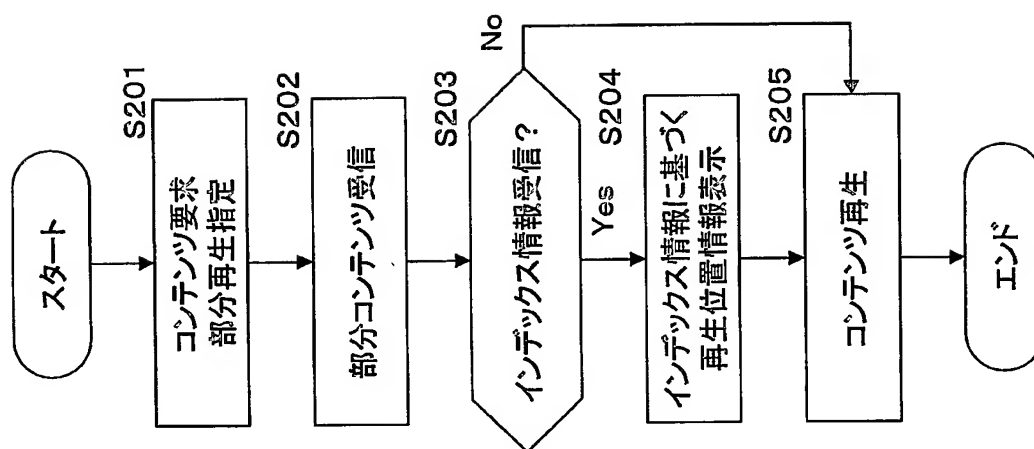 スタート
S201
コンテンツ要求
部分再生指定
S202
部分コンテンツ受信
S203
インデックス情報受信？
No
Yes
S204
インデックス情報に基づく
再生位置情報表示
S205
コンテンツ再生
エンド